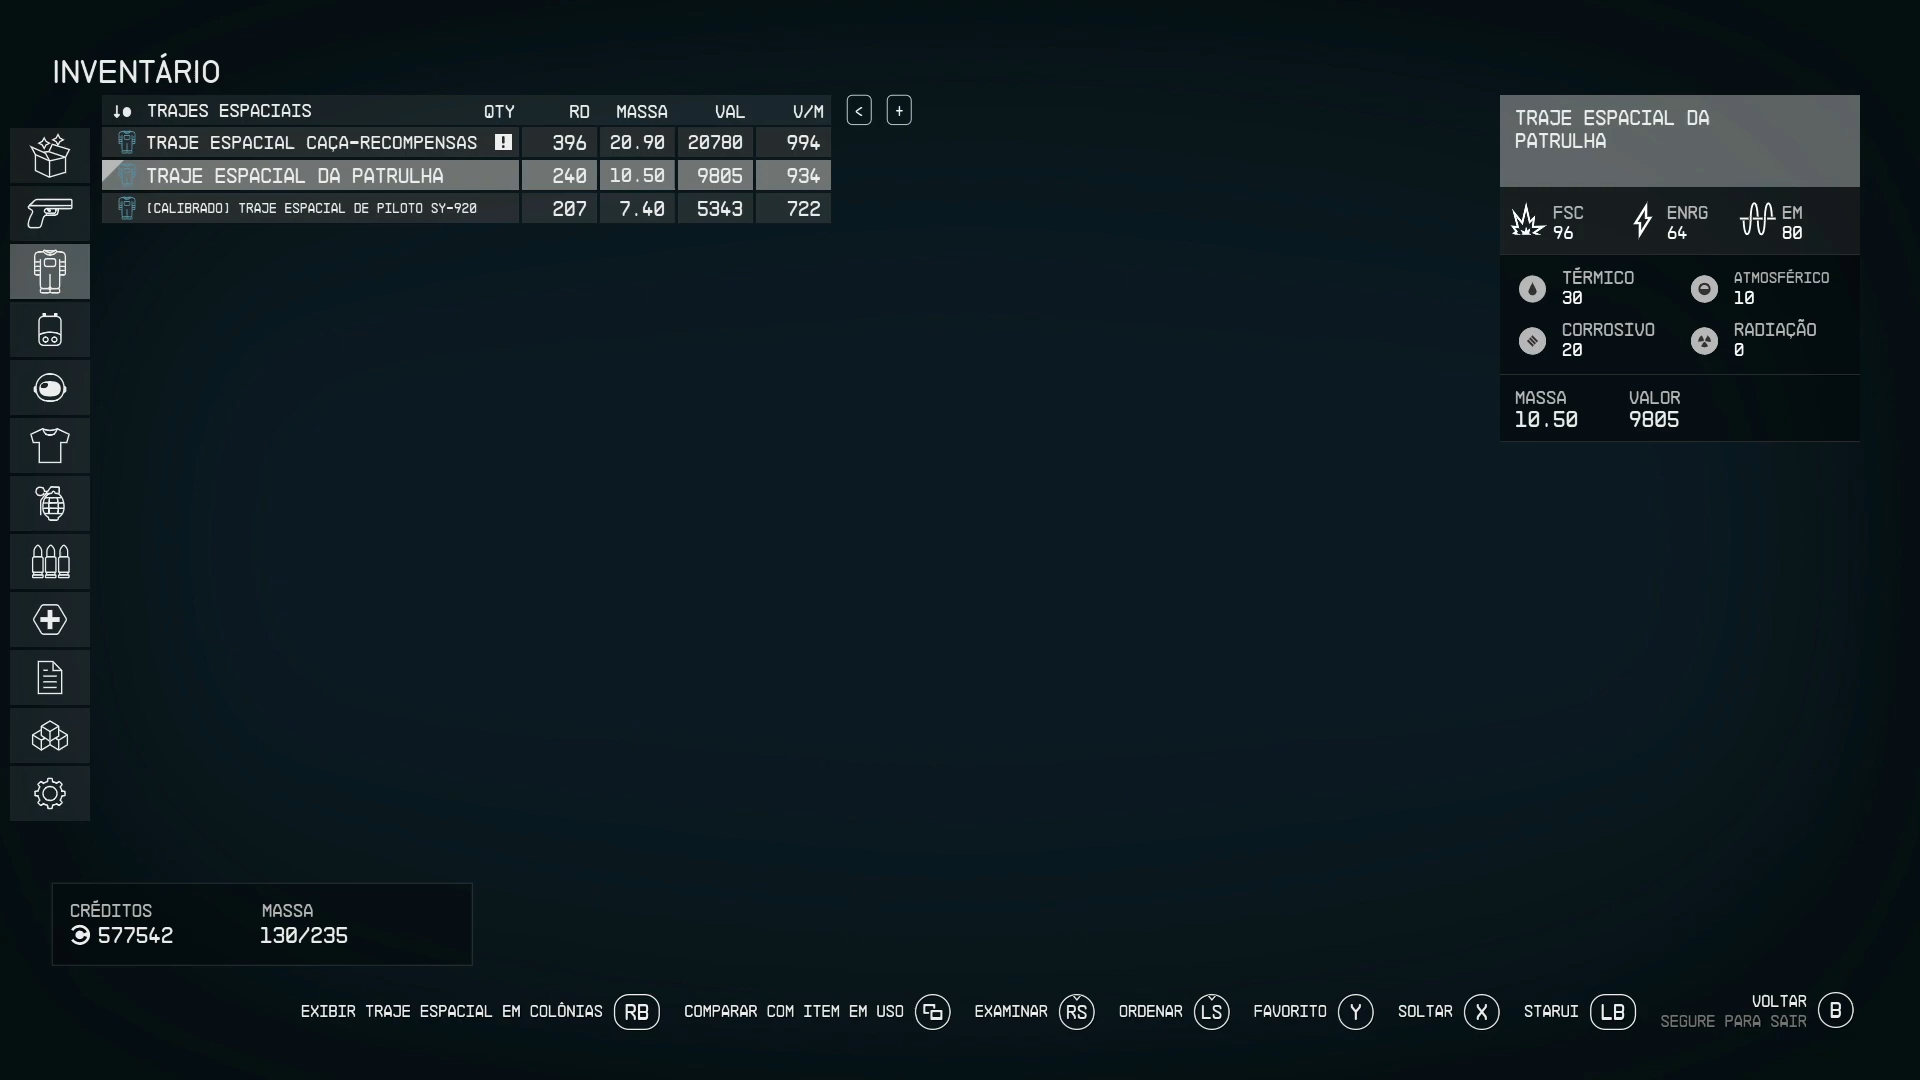 INVENTÁRIO
TRAJES ESPACIAIS QTY RD MASSA VAL V/M < +
TRAJE ESPACIAL CAÇA-RECOMPENSAS ! 396 20.90 20780 994
TRAJE ESPACIAL DA PATRULHA 240 10.50 9805 934
[CALIBRADO] TRAJE ESPACIAL DE PILOTO SY-920 207 7.40 5343 722
TRAJE ESPACIAL DA
PATRULHA
FSC ENRG EM
96 64 80
TÉRMICO ATMOSFÉRICO
30 10
CORROSIVO RADIAÇÃO
20 0
MASSA VALOR
10.50 9805
CRÉDITOS MASSA
577542 130/235
EXIBIR TRAJE ESPACIAL EM COLÔNIAS RB COMPARAR COM ITEM EM USO EXAMINAR RS ORDENAR LS FAVORITO Y SOLTAR X STARUI LB VOLTAR B
SEGURE PARA SAIR